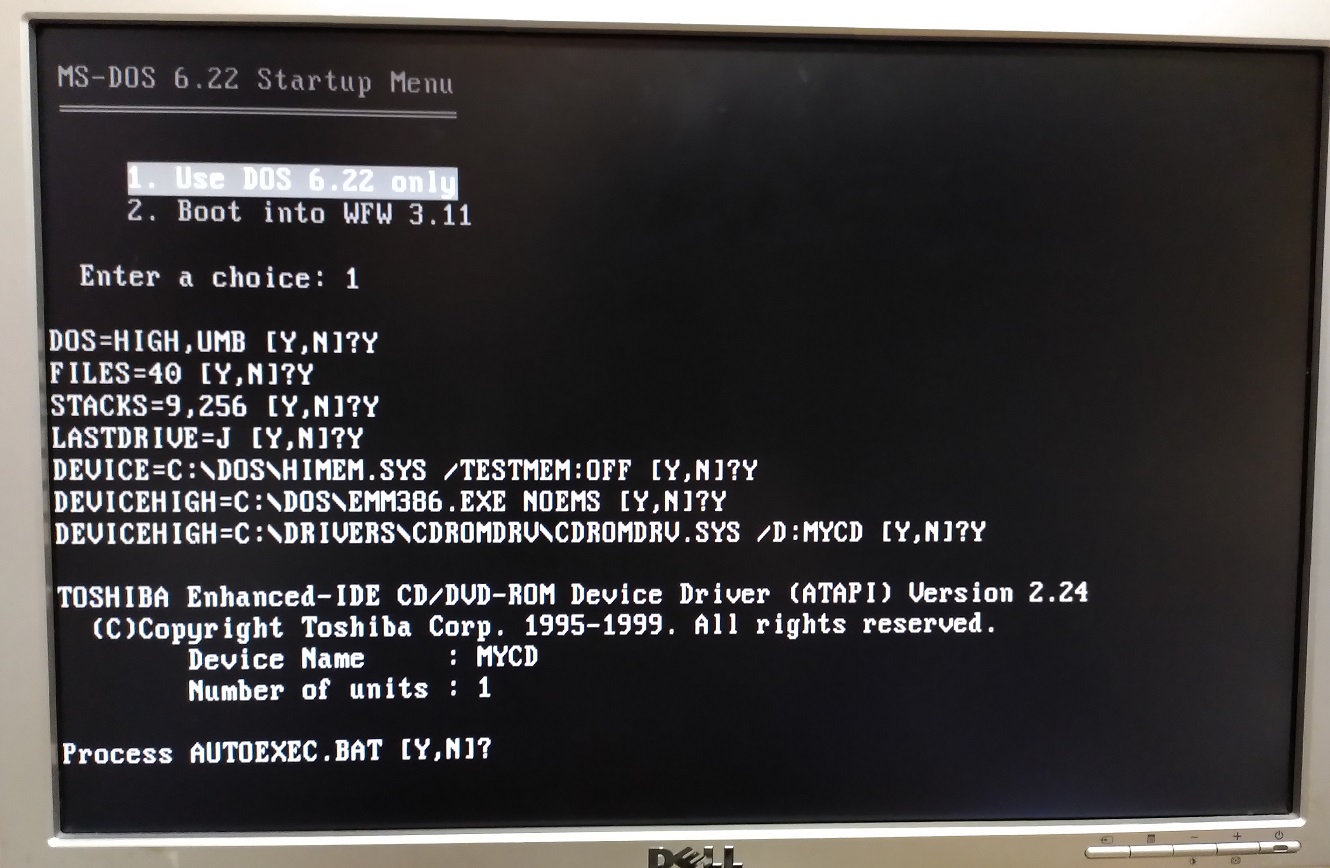 MS-DOS 6.22 Startup Menu
1. Use DOS 6.22 only
2. Boot into WFW 3.11
Enter a choice: 1
DOS=HIGH,UMB [Y,N]?Y
FILES=40 [Y,N]?Y
STACKS=9,256 [Y,N]?Y
LASTDRIVE=J [Y,N]?Y
DEVICE=C:\DOS\HIMEM.SYS /TESTMEM:OFF [Y,N]?Y
DEVICEHIGH=C:\DOS\EMM386.EXE NOEMS [Y,N]?Y
DEVICEHIGH=C:\DRIVERS\CDROMDRV\CDROMDRV.SYS /D:MYCD [Y,N]?Y
TOSHIBA Enhanced-IDE CD/DVD-ROM Device Driver (ATAPI) Version 2.24
(C)Copyright Toshiba Corp. 1995-1999. All rights reserved.
Device Name : MYCD
Number of units : 1
Process AUTOEXEC.BAT [Y,N]?
DELL